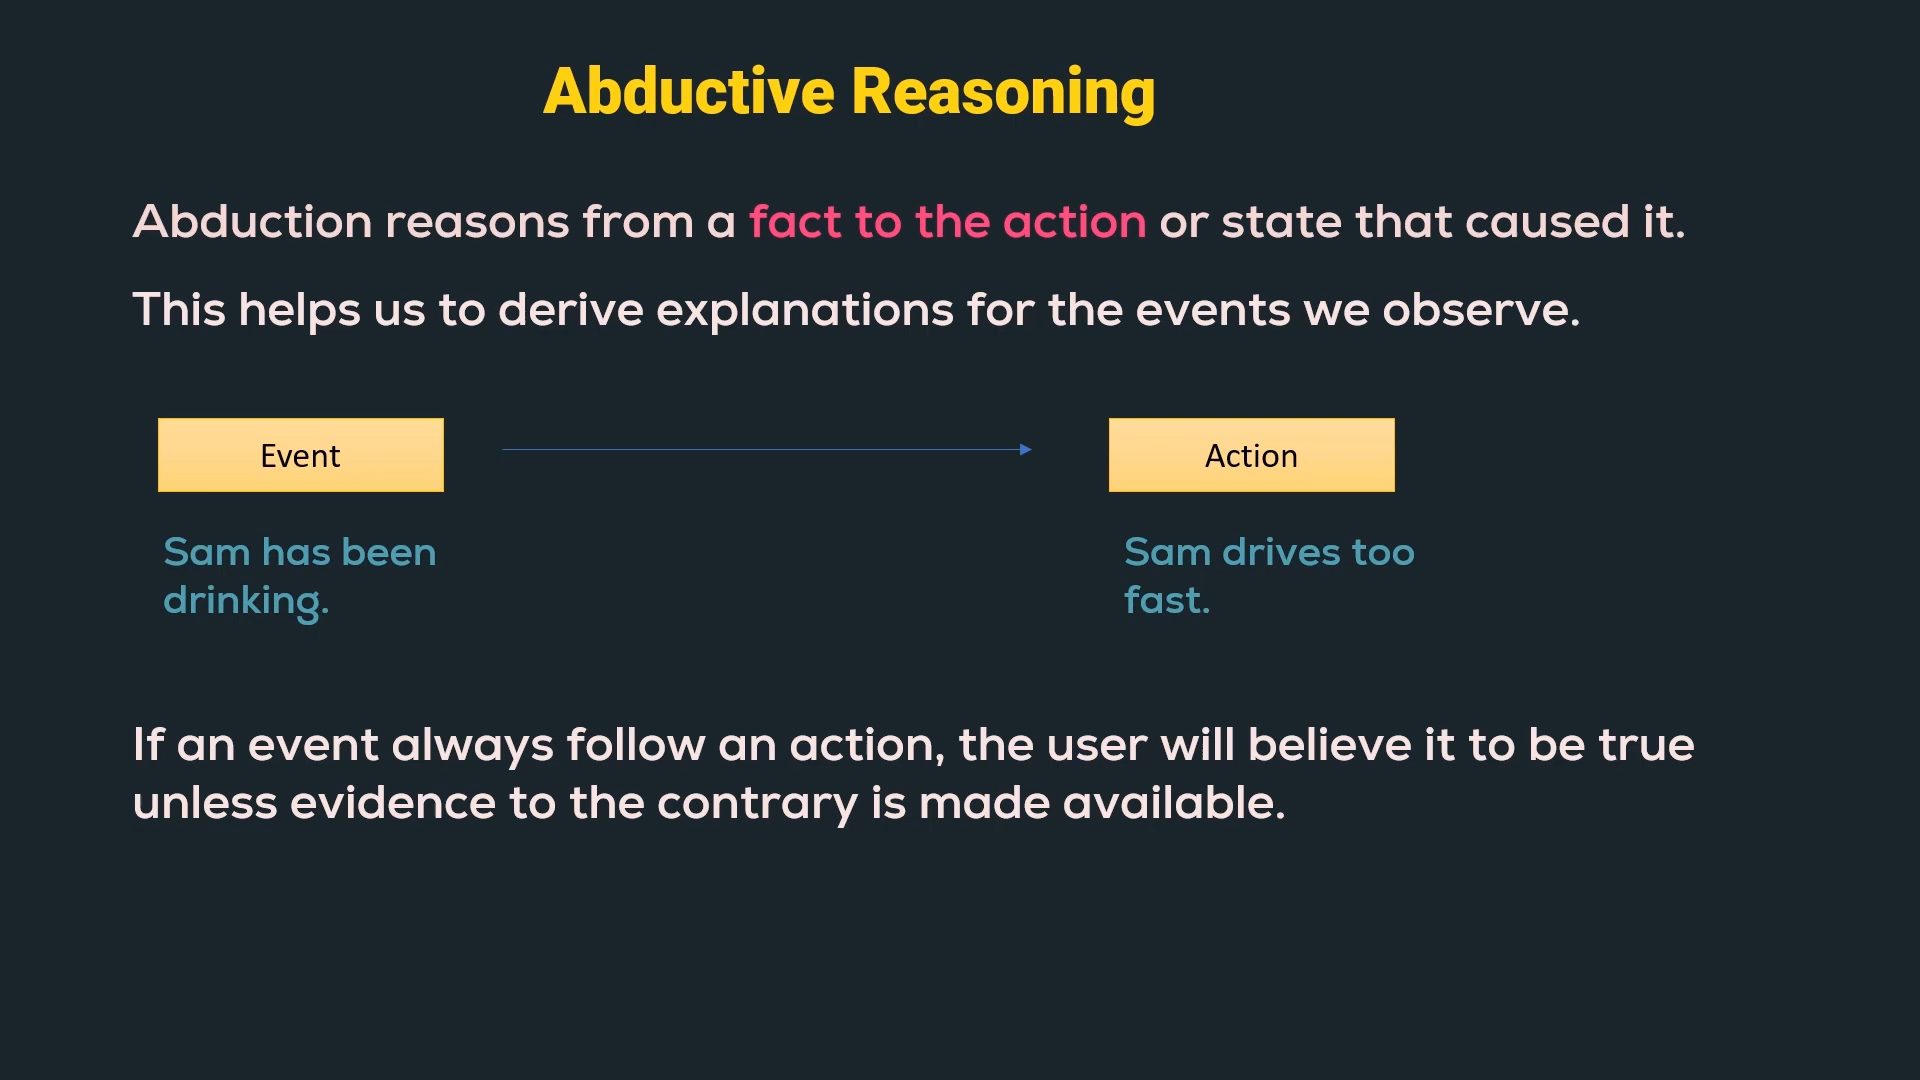 Abductive Reasoning
Abduction reasons from a fact to the action or state that caused it.
This helps us to derive explanations for the events we observe.
Event
Action
Sam has been
drinking.
Sam drives too
fast.
If an event always follow an action, the user will believe it to be true
unless evidence to the contrary is made available.